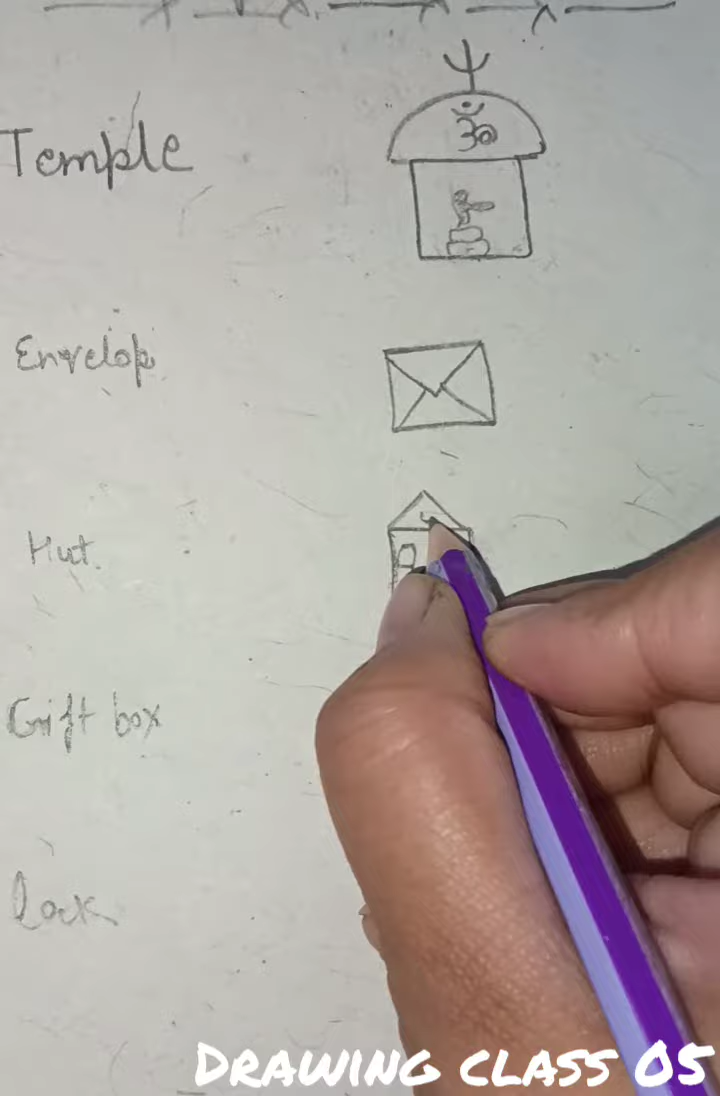 Temple
ॐ
Envelop
Hut.
Gift box
lock
DRAWING CLASS 05